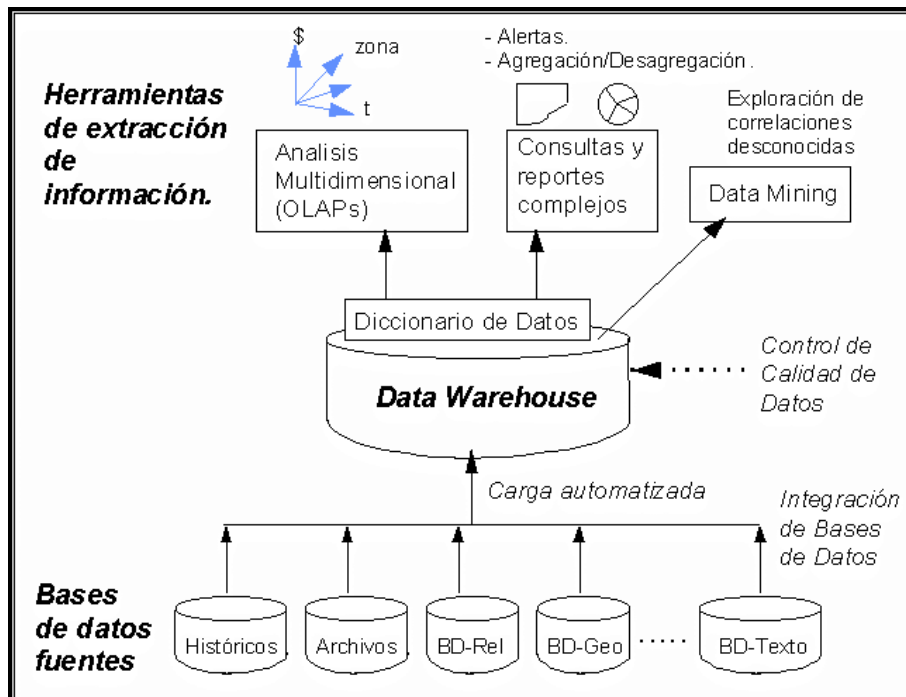 $
zona
t
- Alertas.
- Agregación/Desagregación.
Herramientas
de extracción
de
información.
Exploración de
correlaciones
desconocidas
Analisis
Multidimensional
(OLAPs)
Consultas y
reportes
complejos
Data Mining
Diccionario de Datos
Data Warehouse
Control de
Calidad de
Datos
Carga automatizada
Integración
de Bases
de Datos
Bases
de datos
fuentes
Históricos
Archivos
BD-Rel
BD-Geo
BD-Texto